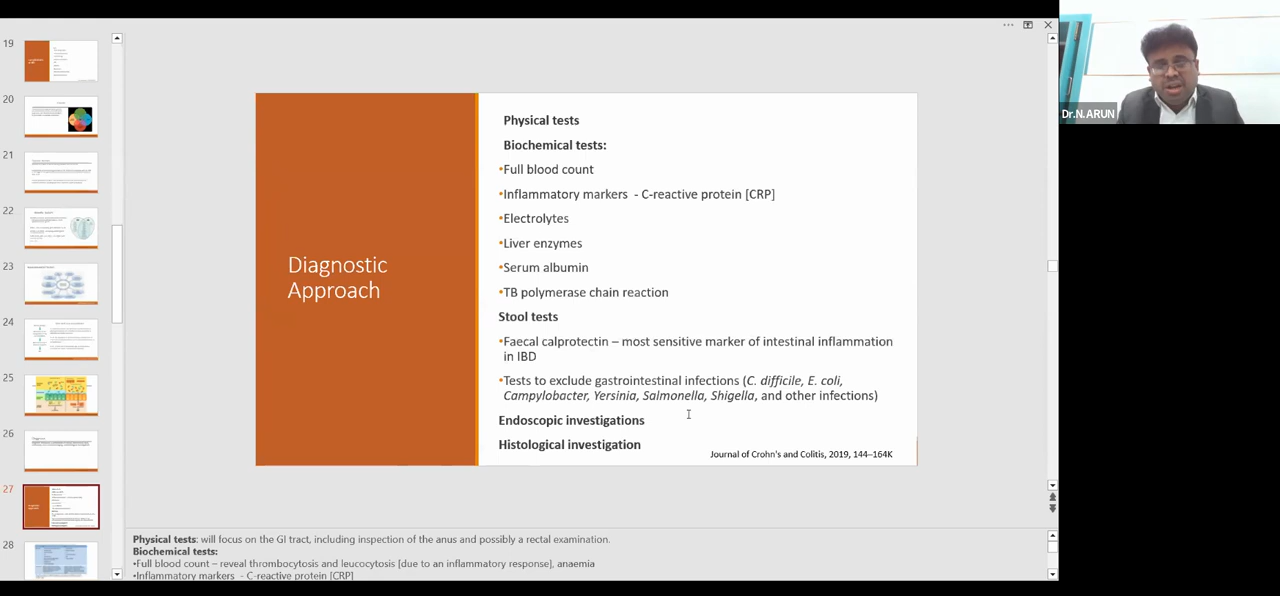 19
20
21
22
23
24
25
26
27
28
Diagnostic
Approach
Physical tests
Biochemical tests:
•Full blood count
•Inflammatory markers - C-reactive protein [CRP]
•Electrolytes
•Liver enzymes
•Serum albumin
•TB polymerase chain reaction
Stool tests
•Faecal calprotectin – most sensitive marker of intestinal inflammation
in IBD
•Tests to exclude gastrointestinal infections (C. difficile, E. coli,
Campylobacter, Yersinia, Salmonella, Shigella, and other infections)
Endoscopic investigations
Histological investigation
Journal of Crohn's and Colitis, 2019, 144–164K
Physical tests: will focus on the GI tract, including inspection of the anus and possibly a rectal examination.
Biochemical tests:
•Full blood count – reveal thrombocytosis and leucocytosis [due to an inflammatory response], anaemia
•Inflammatory markers - C-reactive protein [CRP]
Dr.N.ARUN